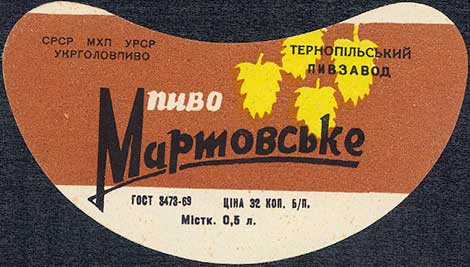 СРСР МХП УРСР
УКРГОЛОВПИВО
ТЕРНОПІЛЬСЬКИЙ
ПИВЗАВОД
пиво
Мартовське
ГОСТ 3473-69 ЦІНА 32 КОП. Б/П.
Містк. 0,5 л.